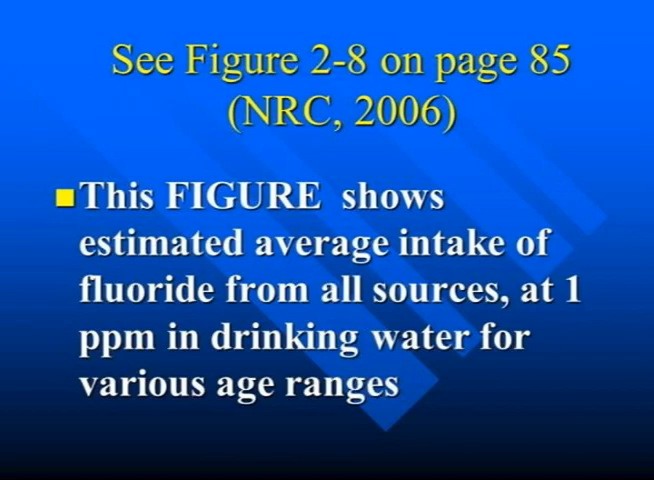 See Figure 2-8 on page 85
(NRC, 2006)
This FIGURE shows
estimated average intake of
fluoride from all sources, at 1
ppm in drinking water for
various age ranges